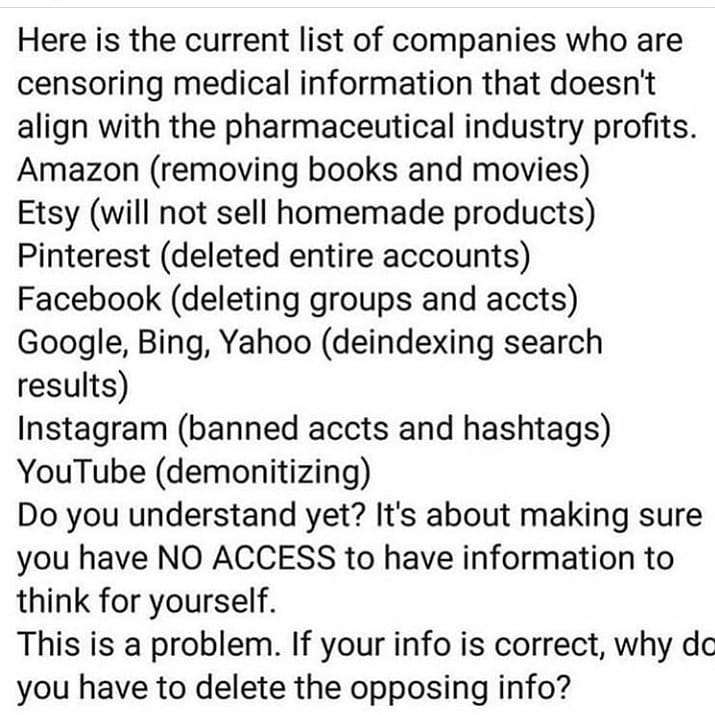 Here is the current list of companies who are
censoring medical information that doesn't
align with the pharmaceutical industry profits.
Amazon (removing books and movies)
Etsy (will not sell homemade products)
Pinterest (deleted entire accounts)
Facebook (deleting groups and accts)
Google, Bing, Yahoo (deindexing search
results)
Instagram (banned accts and hashtags)
YouTube (demonitizing)
Do you understand yet? It's about making sure
you have NO ACCESS to have information to
think for yourself.
This is a problem. If your info is correct, why do
you have to delete the opposing info?